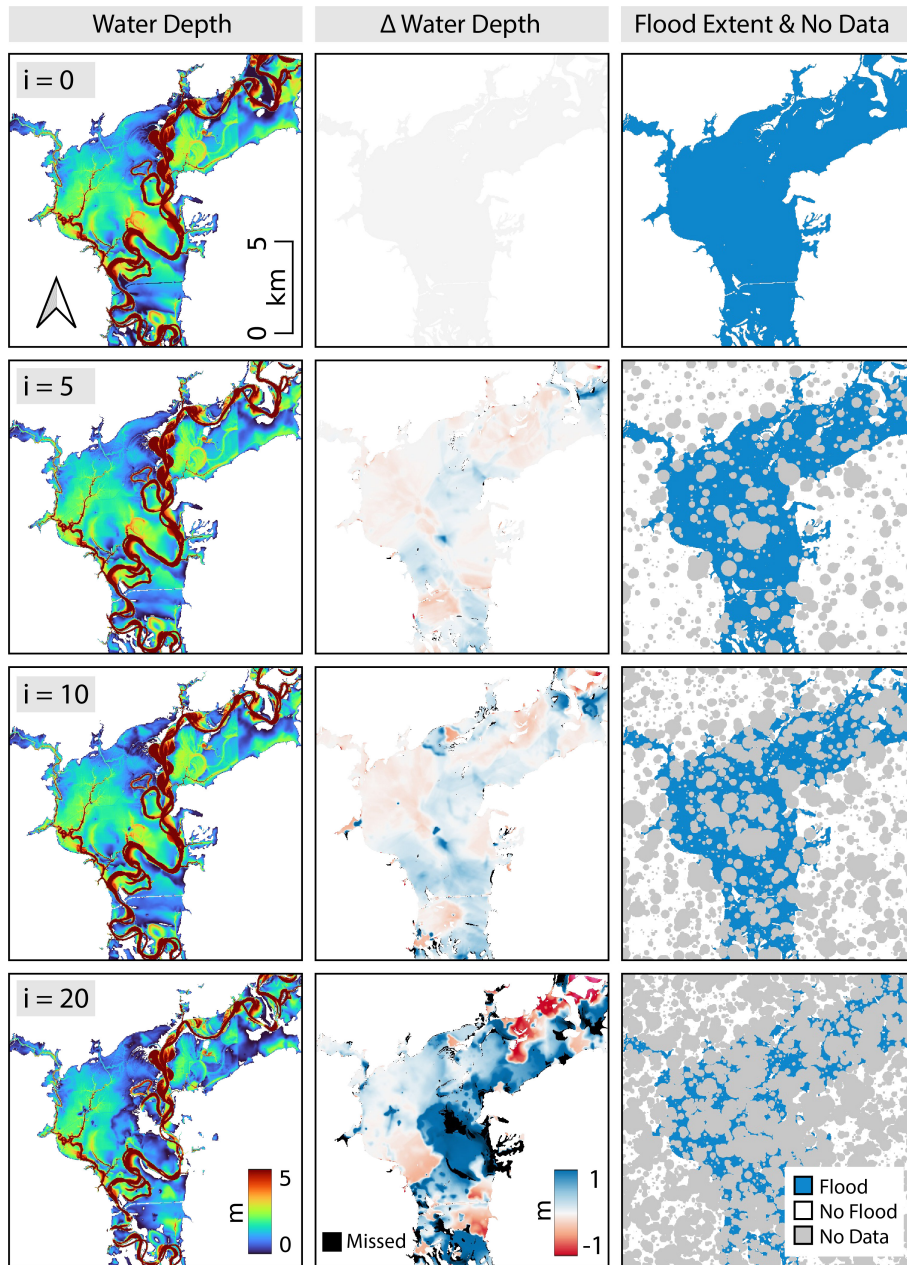 Water Depth
Δ Water Depth
Flood Extent & No Data
i = 0
0 km 5
i = 5
i = 10
i = 20
5
m
0
Missed
1
m
-1
Flood
No Flood
No Data